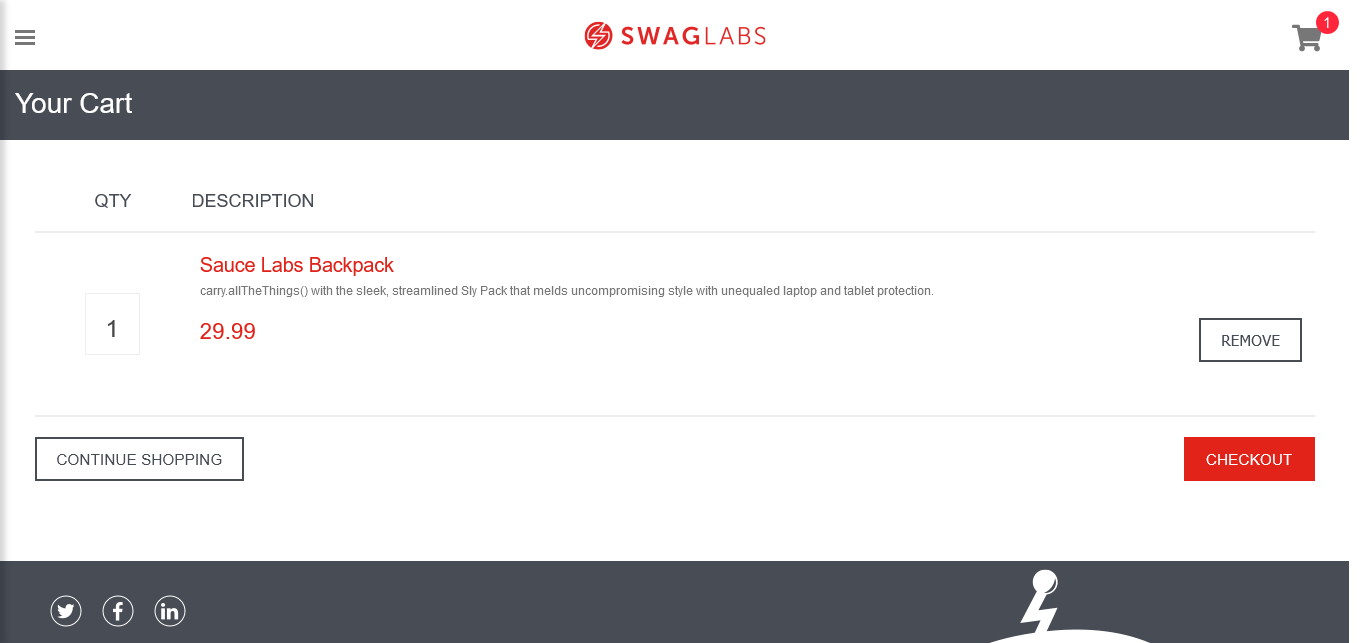 SWAGLABS
1
Your Cart
QTY DESCRIPTION
Sauce Labs Backpack
carry.allTheThings() with the sleek, streamlined Sly Pack that melds uncompromising style with unequaled laptop and tablet protection.
1
29.99
REMOVE
CONTINUE SHOPPING
CHECKOUT